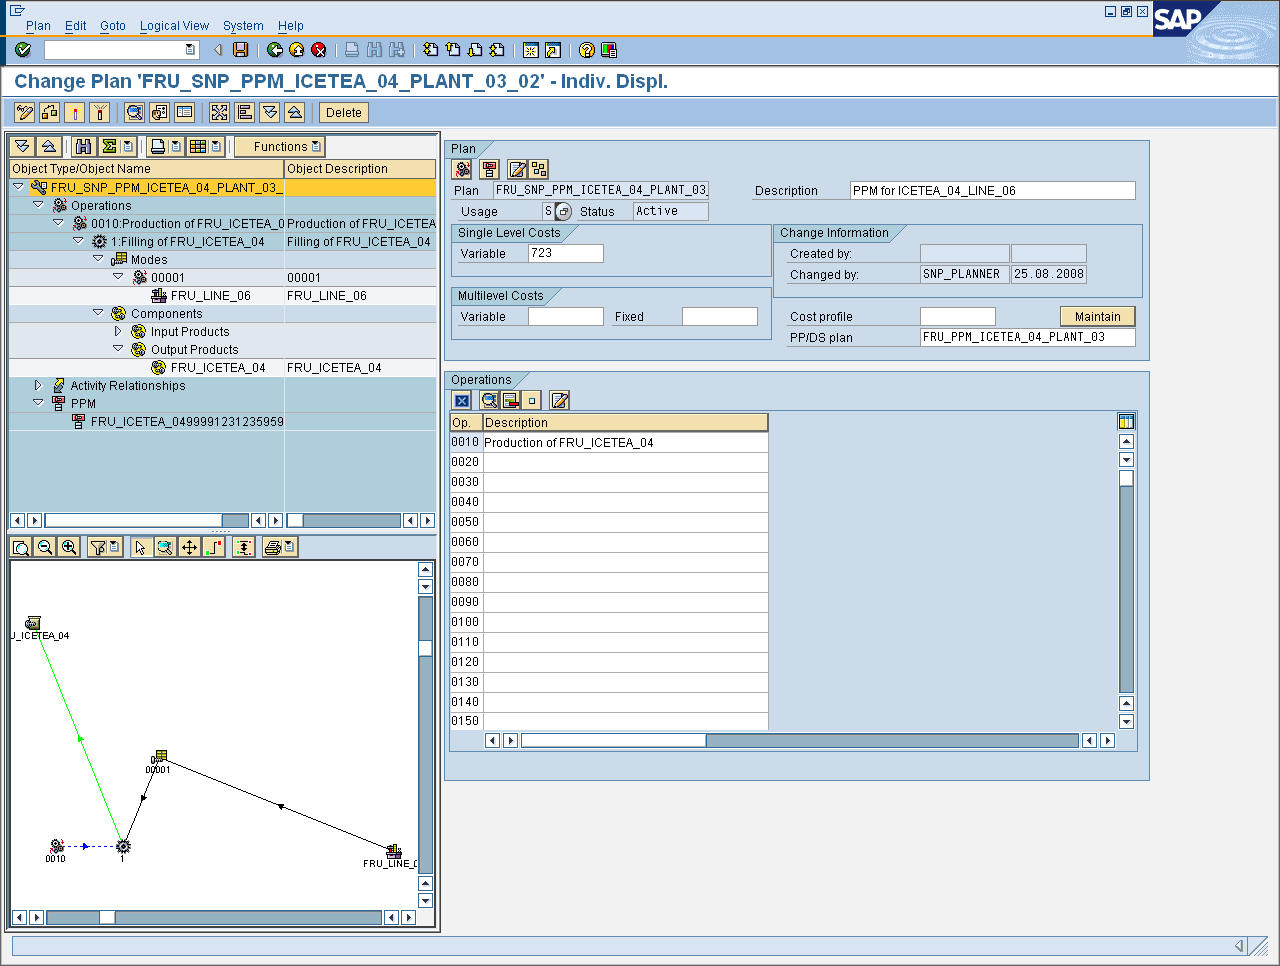 Plan Edit Goto Logical View System Help
SAP
Change Plan 'FRU_SNP_PPM_ICETEA_04_PLANT_03_02' - Indiv. Displ.
Delete
Functions
Object Type/Object Name Object Description
FRU_SNP_PPM_ICETEA_04_PLANT_03_
Operations
0010:Production of FRU_ICETEA_0 Production of FRU_ICETEA
1:Filling of FRU_ICETEA_04 Filling of FRU_ICETEA_04
Modes
00001 00001
FRU_LINE_06 FRU_LINE_06
Components
Input Products
Output Products
FRU_ICETEA_04 FRU_ICETEA_04
Activity Relationships
PPM
FRU_ICETEA_0499991231235959
J_ICETEA_04
00001
0010
1
FRU_LINE_0
Plan
Plan FRU_SNP_PPM_ICETEA_04_PLANT_03_ Description PPM for ICETEA_04_LINE_06
Usage S Status Active
Single Level Costs
Variable 723
Multilevel Costs
Variable Fixed
Change Information
Created by:
Changed by: SNP_PLANNER 25.08.2008
Cost profile Maintain
PP/DS plan FRU_PPM_ICETEA_04_PLANT_03
Operations
Op. Description
0010 Production of FRU_ICETEA_04
0020
0030
0040
0050
0060
0070
0080
0090
0100
0110
0120
0130
0140
0150